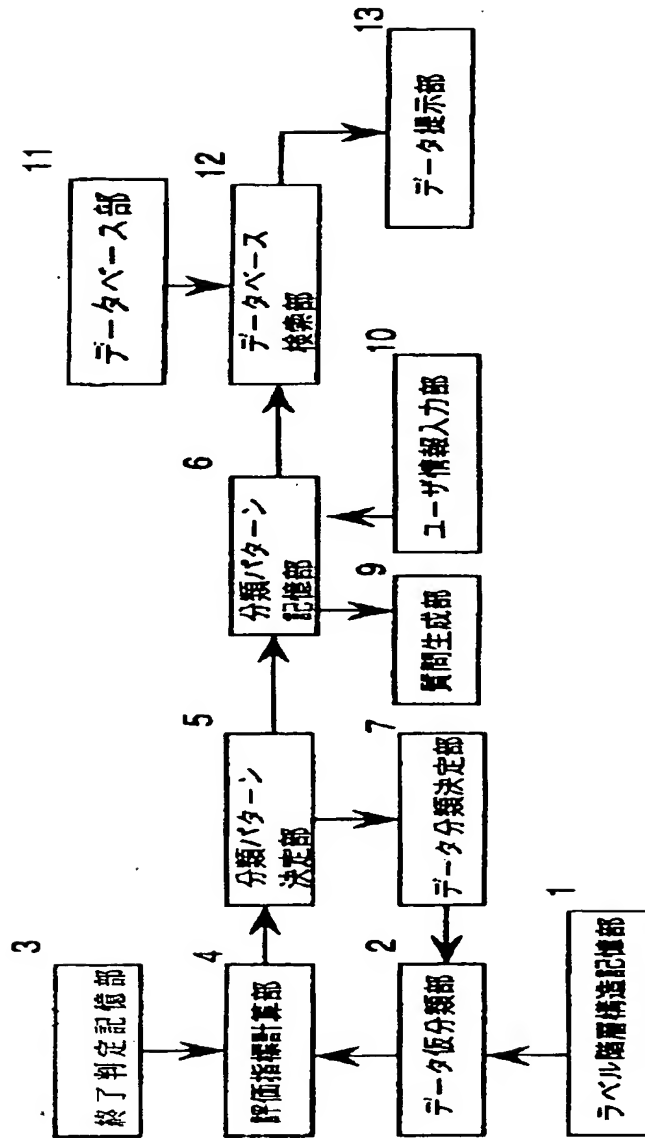 11
データベース部
13
データ提示部
12
データベース
検索部
10
ユーザ情報入力部
6
分類パターン
記憶部
9
質問生成部
5
分類パターン
決定部
7
データ分類決定部
3
終了判定記憶部
4
評価指標計算部
2
データ仮分類部
1
ラベル階層構造記憶部